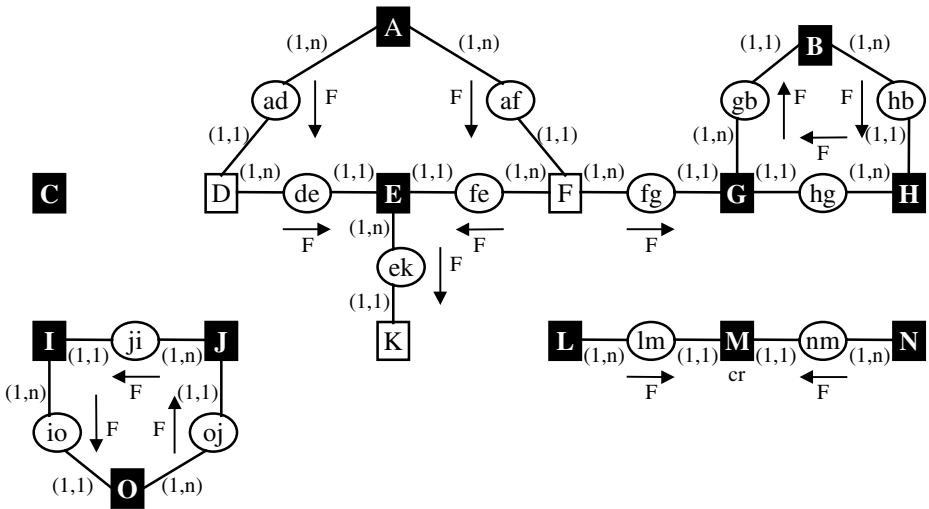 A
B
(1,n)
(1,n)
(1,1)
(1,n)
ad
F
F
af
gb
F
F
hb
(1,1)
(1,1)
(1,n)
F
(1,1)
C
D
(1,n)
de
(1,1)
E
(1,1)
fe
(1,n)
F
(1,n)
fg
(1,1)
G
(1,1)
hg
(1,n)
H
F
(1,n)
F
F
ek
F
(1,1)
I
ji
J
K
L
lm
M
nm
N
(1,1)
(1,n)
(1,n)
(1,1)
(1,1)
(1,n)
cr
F
F
F
(1,n)
(1,1)
io
F
F
oj
(1,1)
O
(1,n)